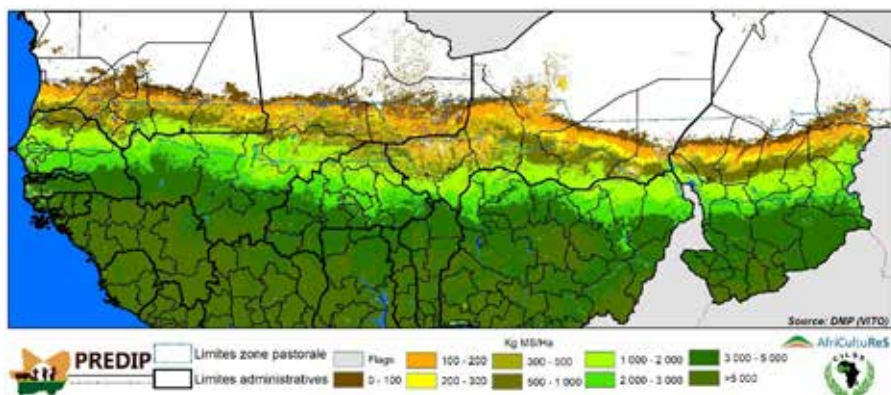 Source: DMP (VITO)
Kg MS/Ha
PREDIP
Limites zone pastorale
Limites administratives
Flags
0 - 100
100 - 200
200 - 300
300 - 500
500 - 1 000
1 000 - 2 000
2 000 - 3 000
3 000 - 5 000
>5 000
AfriCultuReS
CILSS